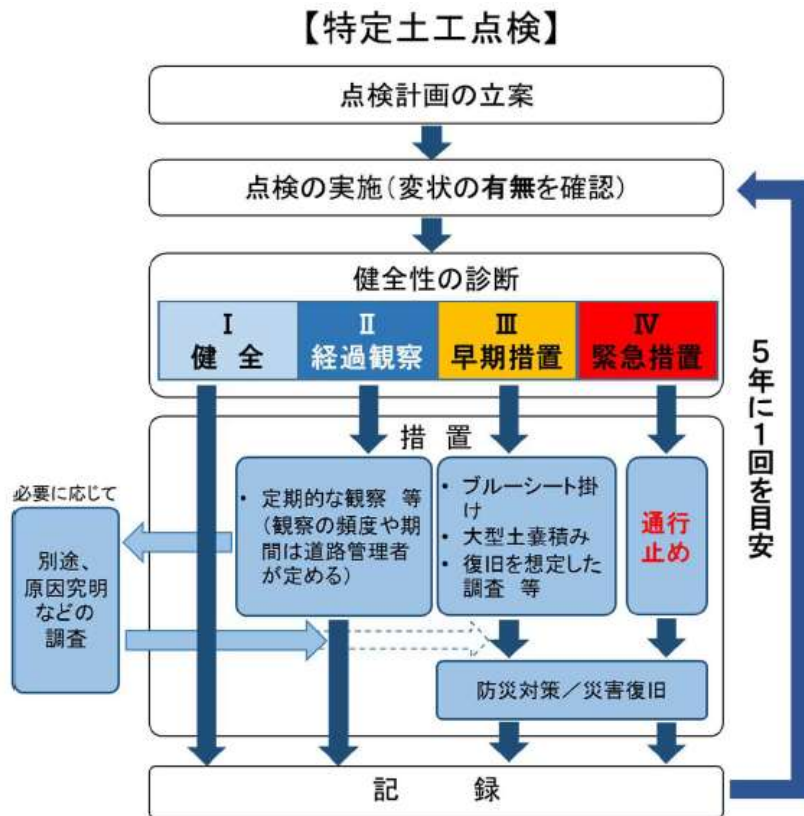 【特定土工点検】
点検計画の立案
点検の実施(変状の有無を確認)
健全性の診断
Ⅰ
健 全
Ⅱ
経過観察
Ⅲ
早期措置
Ⅳ
緊急措置
措 置
・ 定期的な観察 等
(観察の頻度や期
間は道路管理者
が定める)
・ ブルーシート掛
け
・ 大型土嚢積み
・ 復旧を想定した
調査 等
通行
止め
必要に応じて
別途、
原因究明
などの
調査
防災対策/災害復旧
記 録
5年に1回を目安